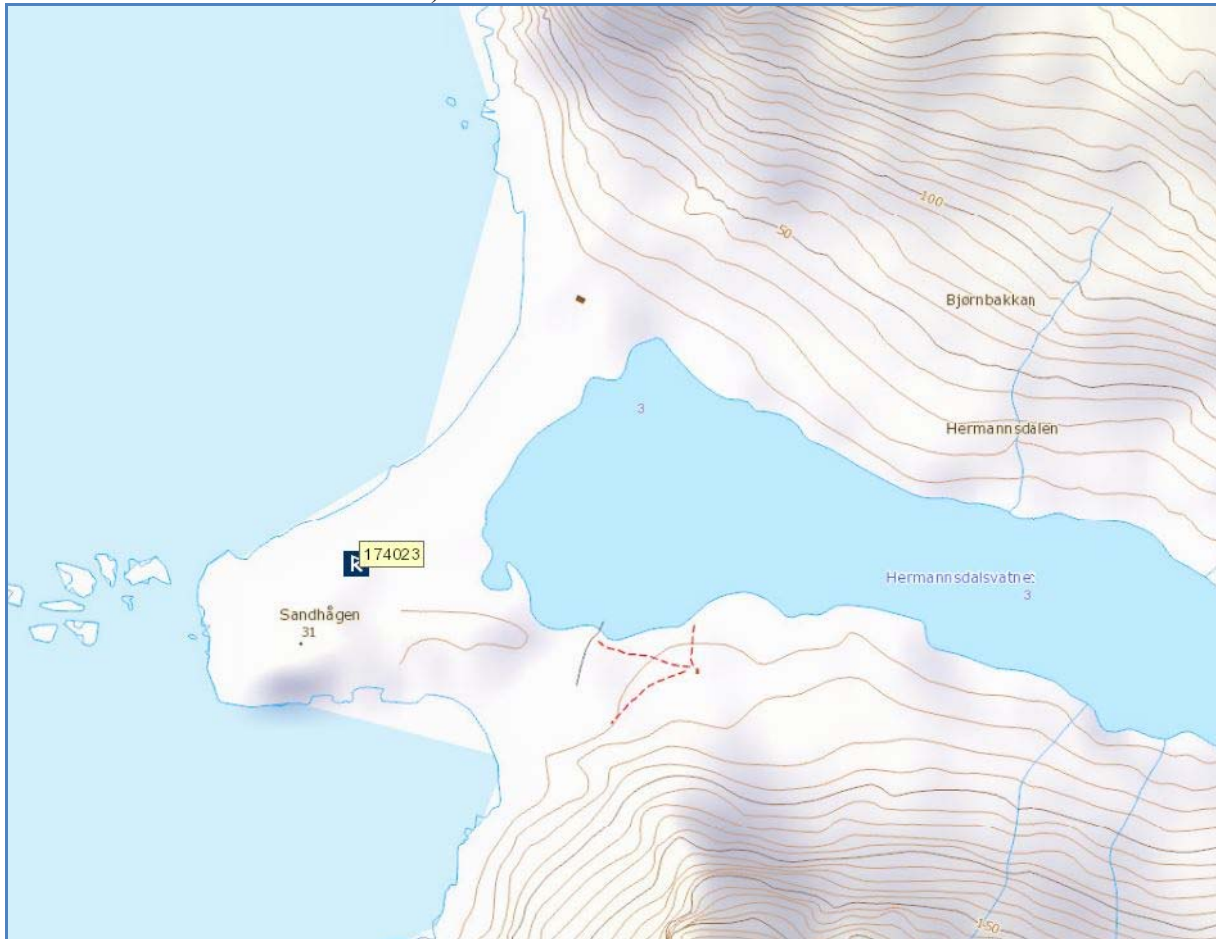 100
50
Bjørnbakkan
3
Hermannsdalen
R 174023
Hermannsdalsvatnet
3
Sandhågen
31
150